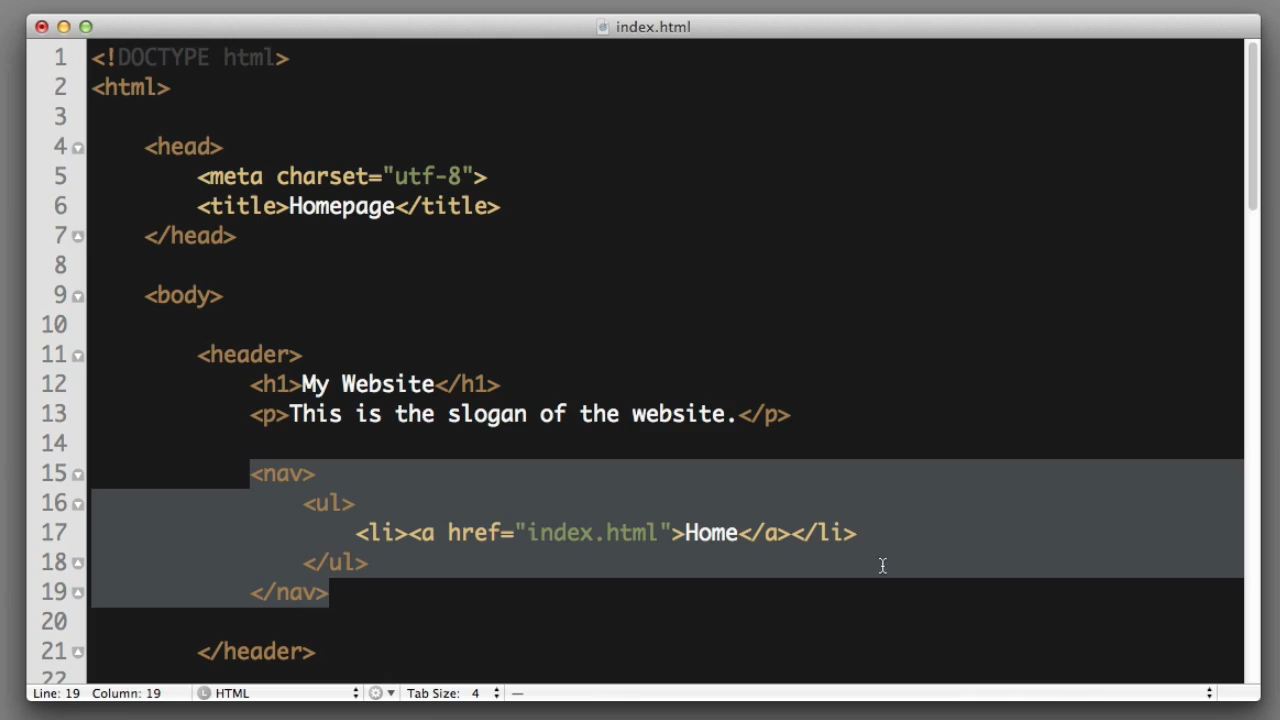 index.html
1 <!DOCTYPE html>
2 <html>
3
4 <head>
5 <meta charset="utf-8">
6 <title>Homepage</title>
7 </head>
8
9 <body>
10
11 <header>
12 <h1>My Website</h1>
13 <p>This is the slogan of the website.</p>
14
15 <nav>
16 <ul>
17 <li><a href="index.html">Home</a></li>
18 </ul>
19 </nav>
20
21 </header>
22
Line: 19 Column: 19 L HTML Tab Size: 4 —